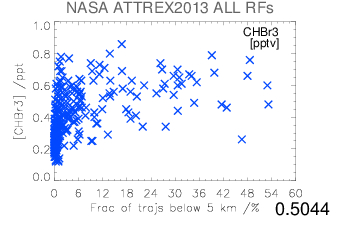 NASA ATTREX2013 ALL RFs
1.0
0.8
0.6
0.4
0.2
0.0
[CHBr3] /ppt
CHBr3
[pptv]
0 6 12 18 24 30 36 42 48 54 60
Frac of trajs below 5 km /%
0.5044